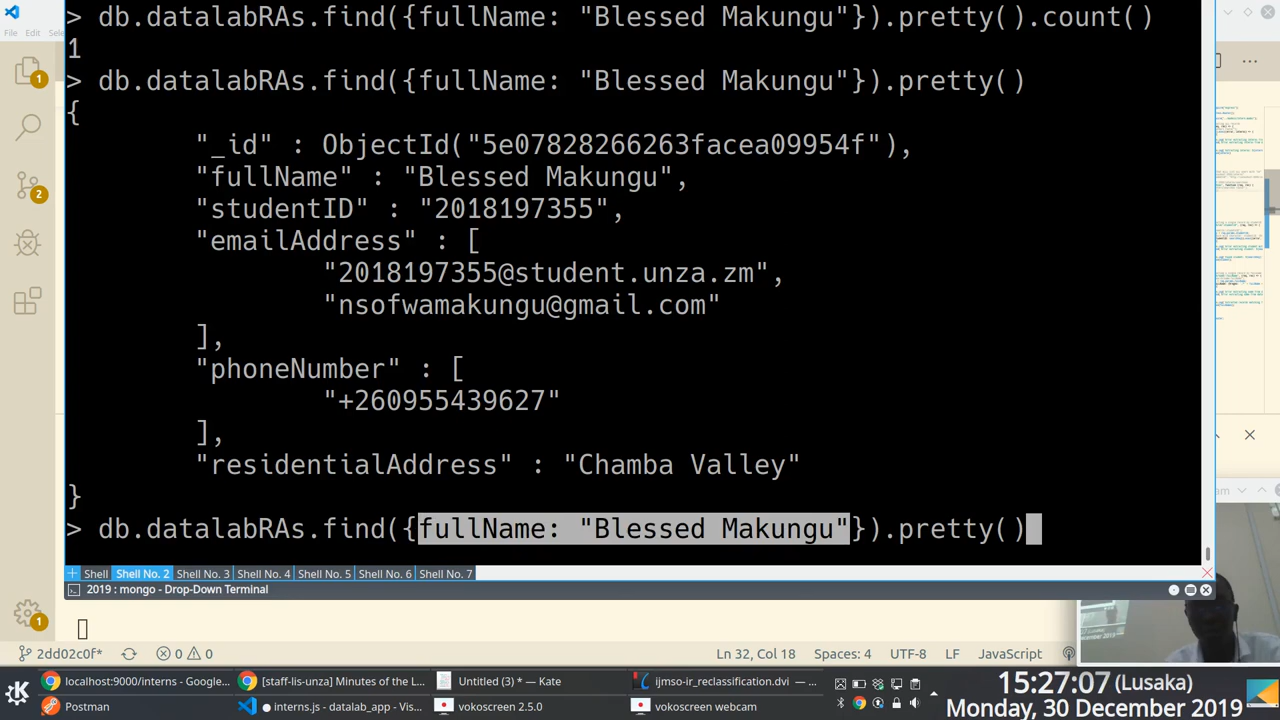 > db.datalabRAs.find({fullName: "Blessed Makungu"}).pretty().count()
1
> db.datalabRAs.find({fullName: "Blessed Makungu"}).pretty()
{
"_id" :
"fullName" : "Blessed Makungu",
"studentID" : "2018197355",
"emailAddress" : [
"2018197355@student.unza.zm",
],
"phoneNumber" : [
"+260955439627"
],
"residentialAddress" : "Chamba Valley"
}
> db.datalabRAs.find({fullName: "Blessed Makungu"}).pretty()
Shell
Shell No. 2
Shell No. 3
Shell No. 4
Shell No. 5
Shell No. 6
Shell No. 7
2019 : mongo - Drop-Down Terminal
File Edit
1
2
1
2dd02c0f*
0
0
Ln 32, Col 18
Spaces: 4
UTF-8
LF
JavaScript
localhost:9000/interns - Google...
[staff-lis-unza] Minutes of the L...
Untitled (3) * — Kate
ijmso-ir_reclassification.dvi — ...
Postman
● interns.js - datalab_app - Vis...
vokoscreen 2.5.0
vokoscreen webcam
15:27:07 (Lusaka)
Monday, 30 December 2019